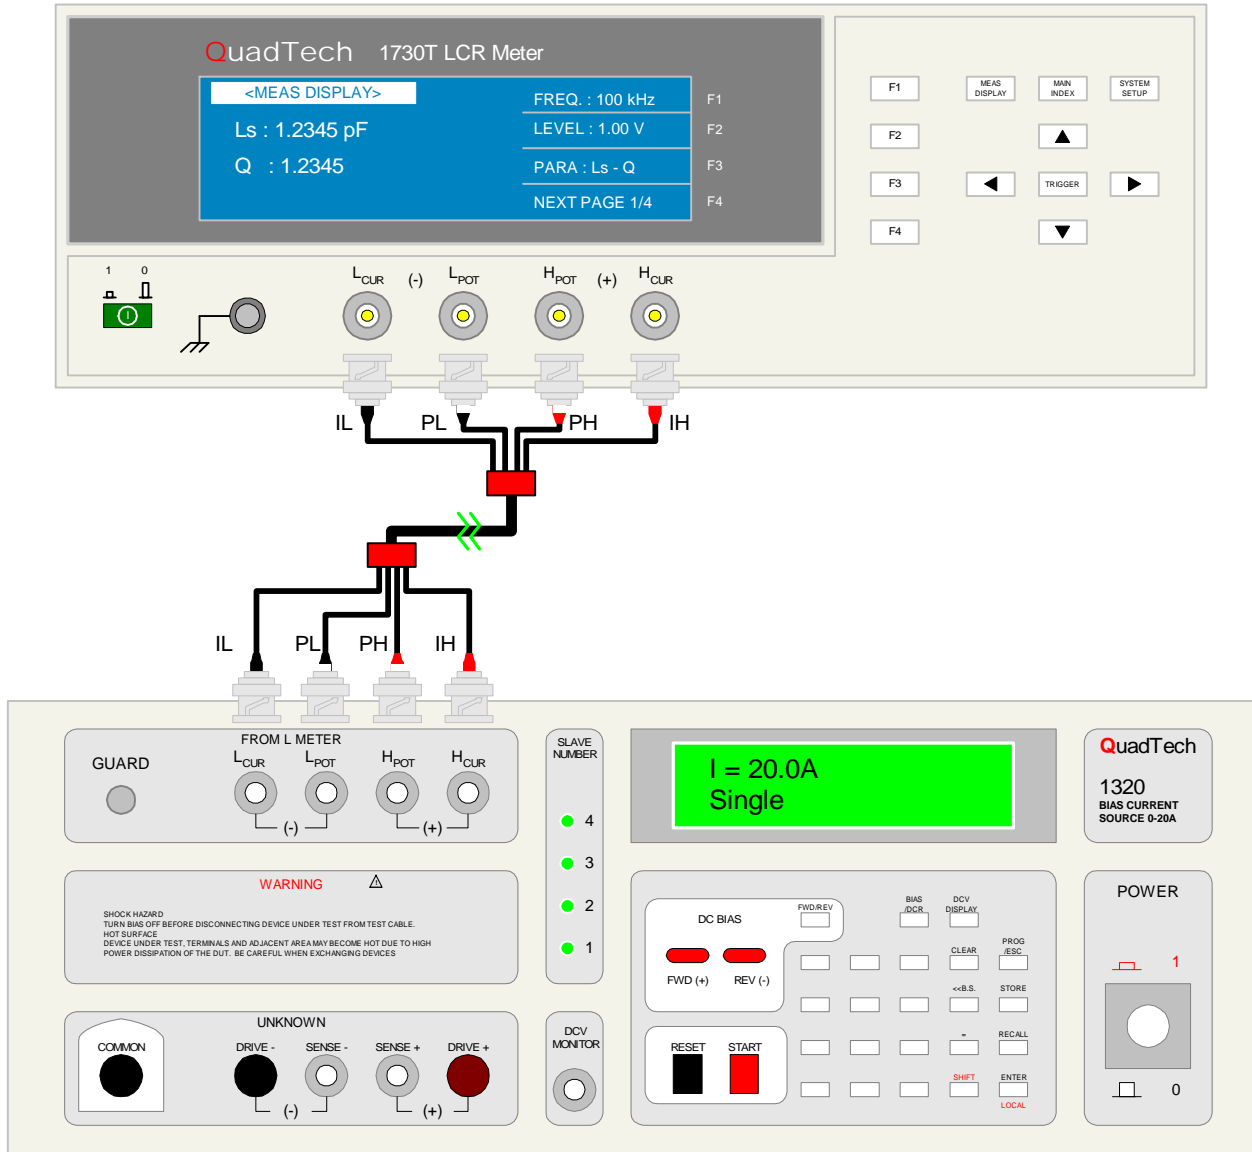 QuadTech 1730T LCR Meter
<MEAS DISPLAY>
Ls : 1.2345 pF
Q : 1.2345
FREQ. : 100 kHz
LEVEL : 1.00 V
PARA : Ls - Q
NEXT PAGE 1/4
F1
F2
F3
F4
F1
F2
F3
F4
MEAS
DISPLAY
MAIN
INDEX
SYSTEM
SETUP
TRIGGER
1 0
LCUR (-) LPOT HPOT (+) HCUR
IL PL PH IH
IL PL PH IH
GUARD
FROM L METER
LCUR LPOT HPOT HCUR
(-) (+)
WARNING
SHOCK HAZARD
TURN BIAS OFF BEFORE DISCONNECTING DEVICE UNDER TEST FROM TEST CABLE.
HOT SURFACE
DEVICE UNDER TEST, TERMINALS AND ADJACENT AREA MAY BECOME HOT DUE TO HIGH
POWER DISSIPATION OF THE DUT. BE CAREFUL WHEN EXCHANGING DEVICES
UNKNOWN
COMMON DRIVE - SENSE - SENSE + DRIVE +
(-) (+)
SLAVE
NUMBER
4
3
2
1
DCV
MONITOR
I = 20.0A
Single
QuadTech
1320
BIAS CURRENT
SOURCE 0-20A
DC BIAS
FWD (+) REV (-)
RESET START
FWD/REV
BIAS
/DCR
DCV
DISPLAY
CLEAR
PROG
/ESC
<<B.S. STORE
= RECALL
SHIFT ENTER
LOCAL
POWER
1
0